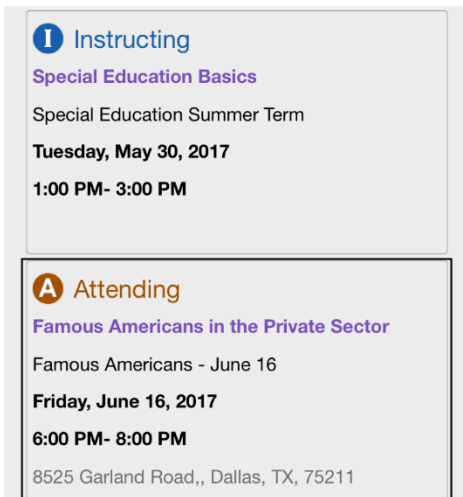 I Instructing
Special Education Basics
Special Education Summer Term
Tuesday, May 30, 2017
1:00 PM- 3:00 PM
A Attending
Famous Americans in the Private Sector
Famous Americans - June 16
Friday, June 16, 2017
6:00 PM- 8:00 PM
8525 Garland Road,, Dallas, TX, 75211